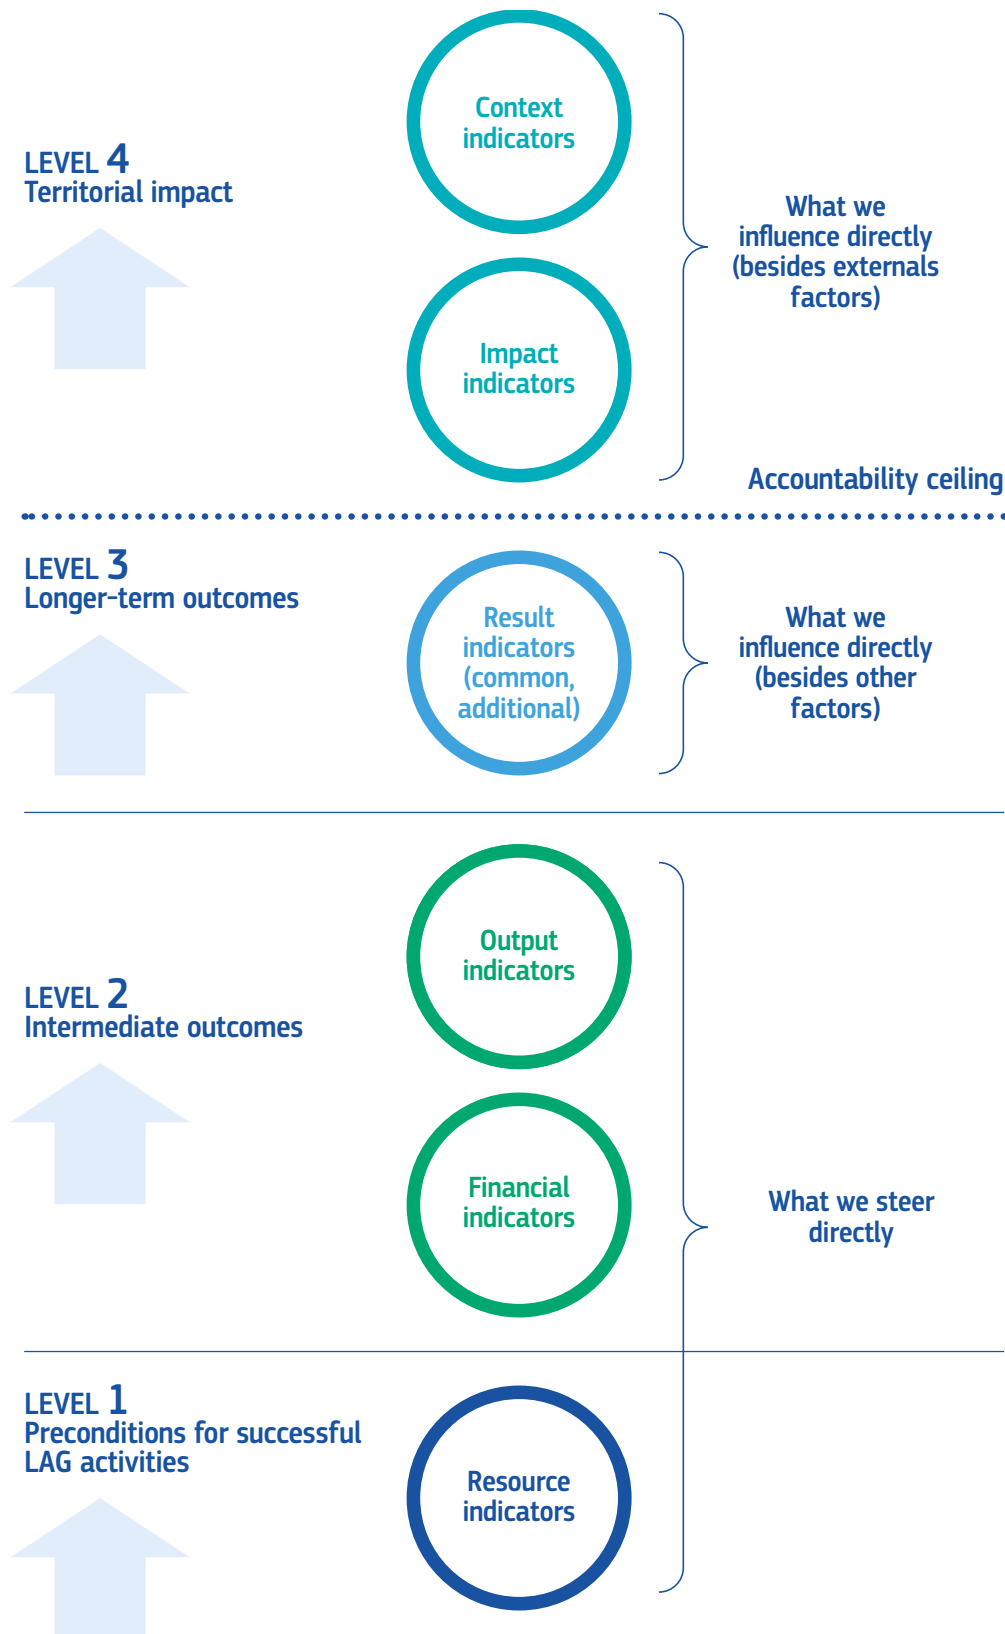 Context
indicators
LEVEL 4
Territorial impact
What we
influence directly
(besides externals
factors)
Impact
indicators
Accountability ceiling
LEVEL 3
Longer-term outcomes
Result
indicators
(common,
additional)
What we
influence directly
(besides other
factors)
Output
indicators
LEVEL 2
Intermediate outcomes
Financial
indicators
What we steer
directly
LEVEL 1
Preconditions for successful
LAG activities
Resource
indicators